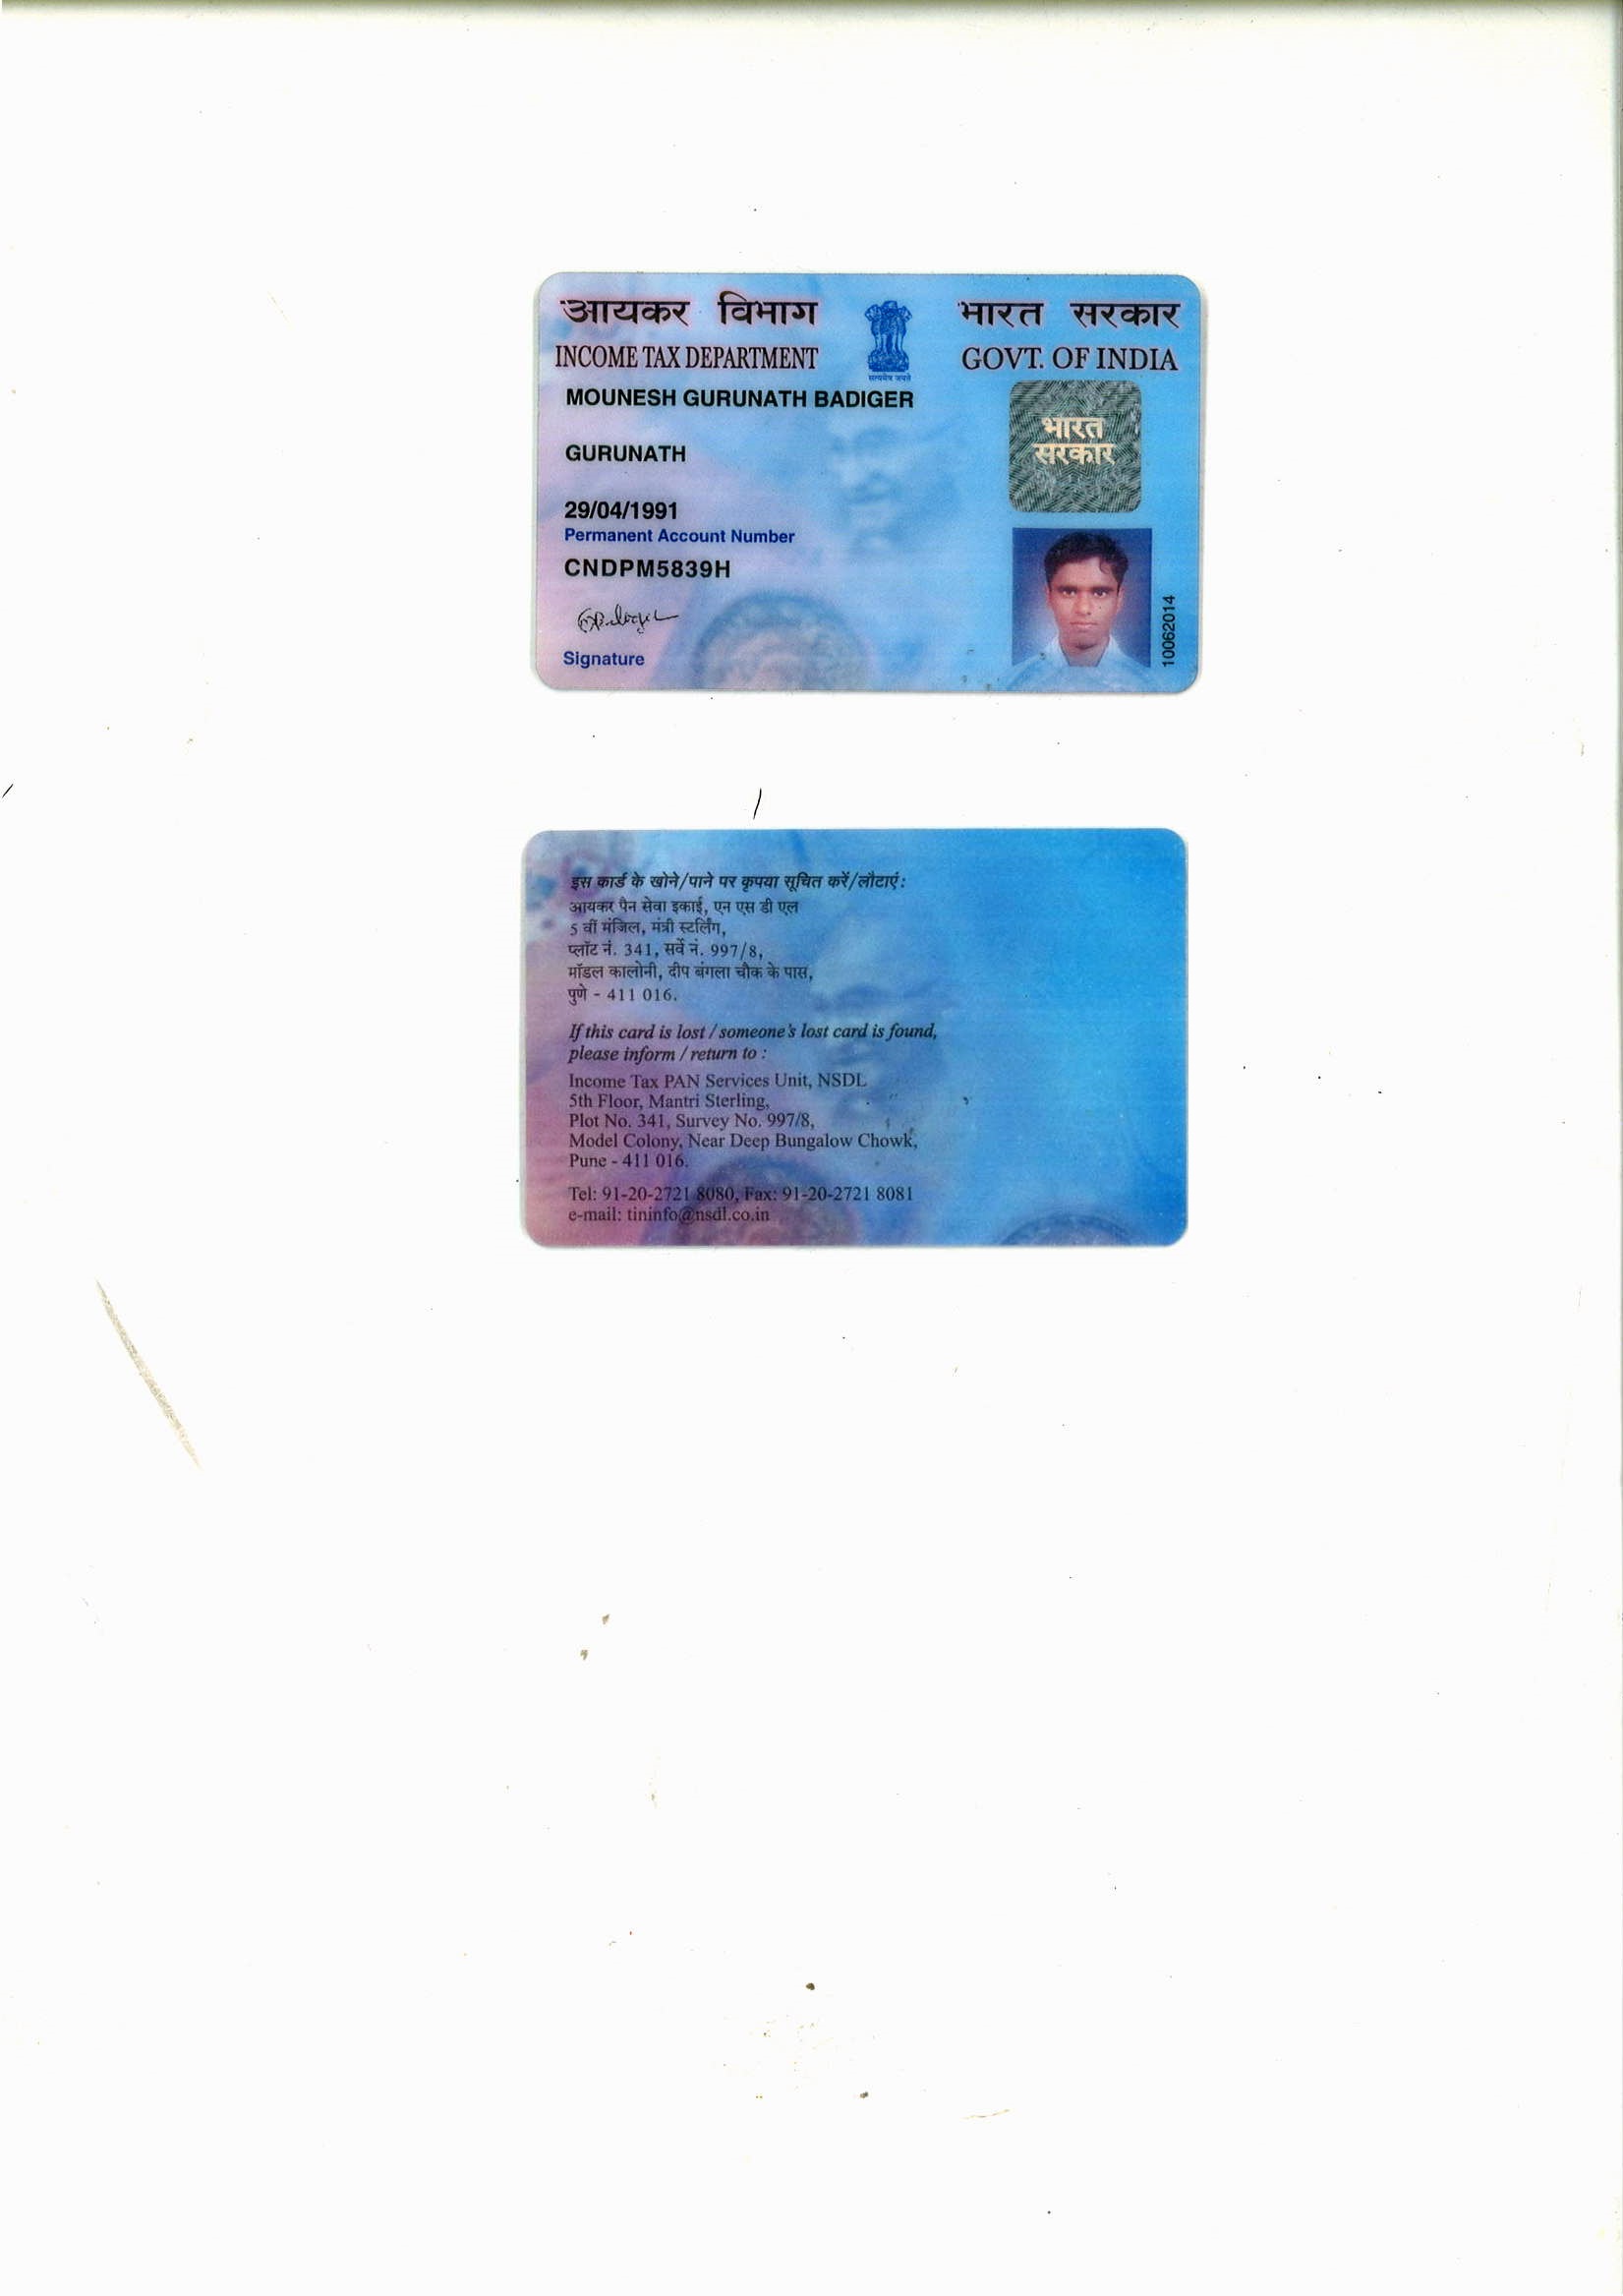 आयकर विभाग
भारत सरकार
INCOME TAX DEPARTMENT
GOVT. OF INDIA
सत्यमेव जयते
MOUNESH GURUNATH BADIGER
भारत
सरकार
GURUNATH
29/04/1991
Permanent Account Number
CNDPM5839H
Signature
10062014
इस कार्ड के खोने/पाने पर कृपया सूचित करें/लौटाएं:
आयकर पैन सेवा इकाई, एन एस डी एल
5 वीं मंजिल, मंत्री स्टर्लिंग,
प्लॉट नं. 341, सर्वे नं. 997/8,
मॉडल कालोनी, दीप बंगला चौक के पास,
पुणे - 411 016.
If this card is lost / someone's lost card is found,
please inform / return to :
Income Tax PAN Services Unit, NSDL
5th Floor, Mantri Sterling,
Plot No. 341, Survey No. 997/8,
Model Colony, Near Deep Bungalow Chowk,
Pune - 411 016.
Tel: 91-20-2721 8080, Fax: 91-20-2721 8081
e-mail: tininfo@nsdl.co.in